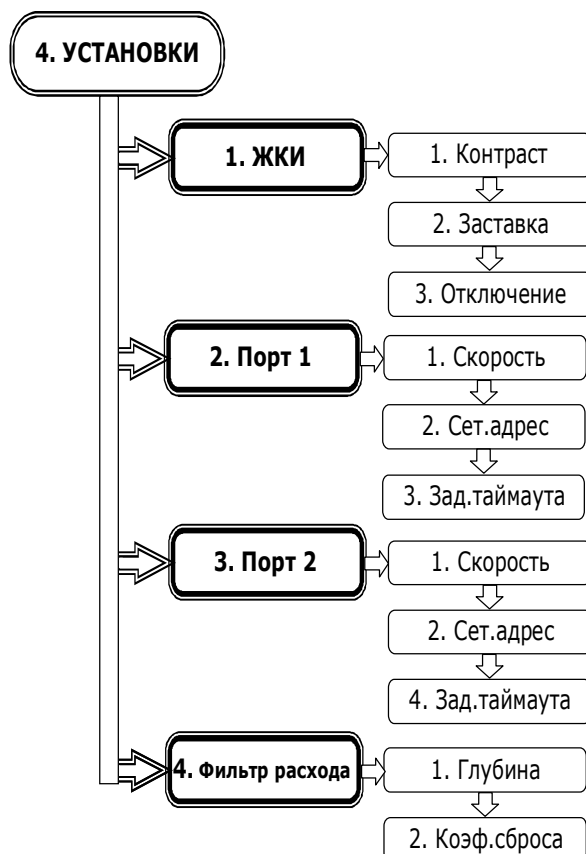 4. УСТАНОВКИ
1. ЖКИ
1. Контраст
2. Заставка
3. Отключение
2. Порт 1
1. Скорость
2. Сет.адрес
3. Зад.таймаута
3. Порт 2
1. Скорость
2. Сет.адрес
4. Зад.таймаута
4. Фильтр расхода
1. Глубина
2. Коэф.сброса